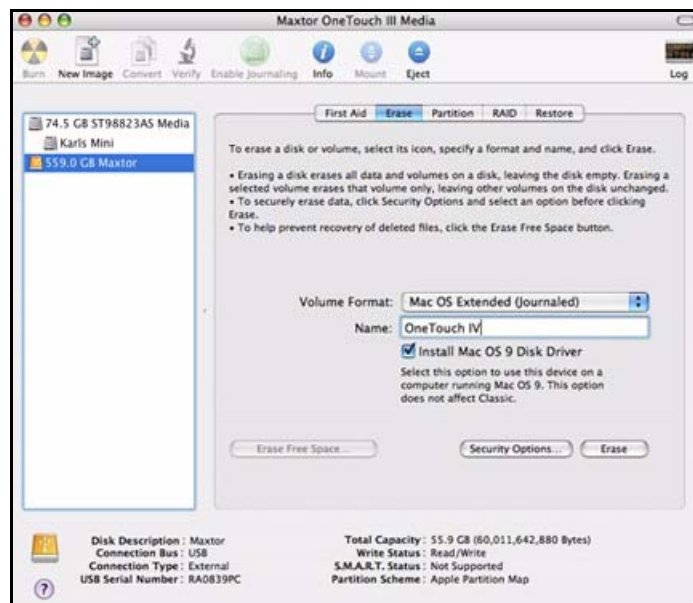 Maxtor OneTouch III Media
Burn New Image Convert Verify Enable Journaling Info Mount Eject Log
First Aid Erase Partition RAID Restore
74.5 GB ST98823AS Media
Karls Mini
559.0 GB Maxtor
To erase a disk or volume, select its icon, specify a format and name, and click Erase.
• Erasing a disk erases all data and volumes on a disk, leaving the disk empty. Erasing a
selected volume erases that volume only, leaving other volumes on the disk unchanged.
• To securely erase data, click Security Options and select an option before clicking
Erase.
• To help prevent recovery of deleted files, click the Erase Free Space button.
Volume Format: Mac OS Extended (Journaled)
Name: OneTouch IV
Install Mac OS 9 Disk Driver
Select this option to use this device on a
computer running Mac OS 9. This option
does not affect Classic.
Erase Free Space... Security Options... Erase
Disk Description : Maxtor
Connection Bus : USB
Connection Type : External
USB Serial Number : RA0839PC
Total Capacity : 55.9 GB (60,011,642,880 Bytes)
Write Status : Read/Write
S.M.A.R.T. Status : Not Supported
Partition Scheme : Apple Partition Map
?